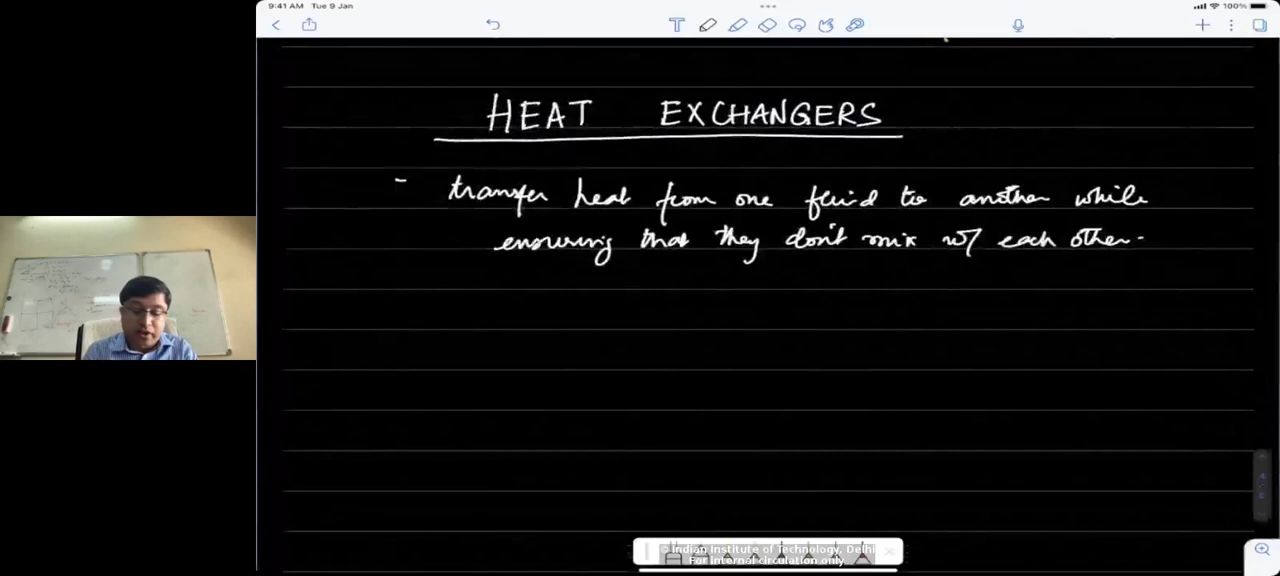 9:41 AM Tue 9 Jan
100%
HEAT EXCHANGERS
- transfer heat from one fluid to another while
ensuring that they don't mix w/ each other.
© Indian Institute of Technology, Delhi
For internal circulation only